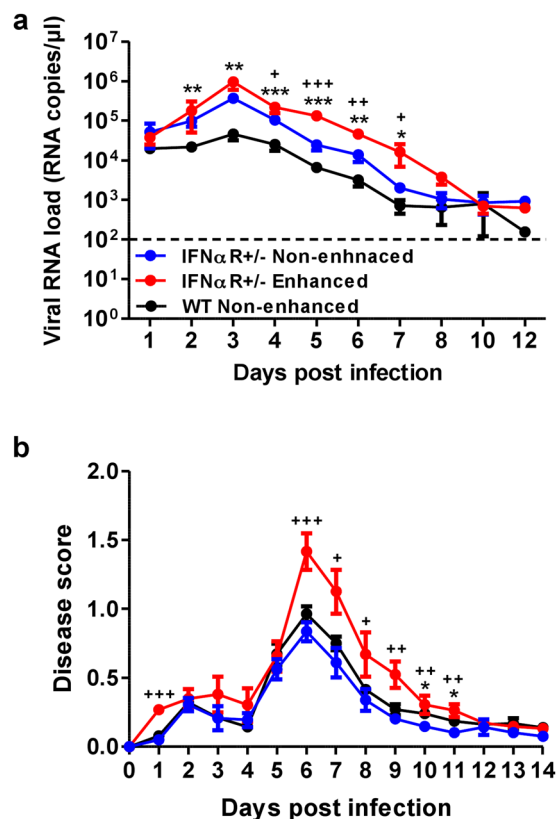 a
Viral RNA load (RNA copies/µl)
10⁷
10⁶
10⁵
10⁴
10³
10²
10¹
10⁰
**
**
+
***
+++
***
++
**
+
*
IFNα R+/- Non-enhnaced
IFNα R+/- Enhanced
WT Non-enhanced
1 2 3 4 5 6 7 8 10 12
Days post infection
b
Disease score
2.0
1.5
1.0
0.5
0.0
+++
+++
+
+
++
++
*
++
*
0 1 2 3 4 5 6 7 8 9 10 11 12 13 14
Days post infection